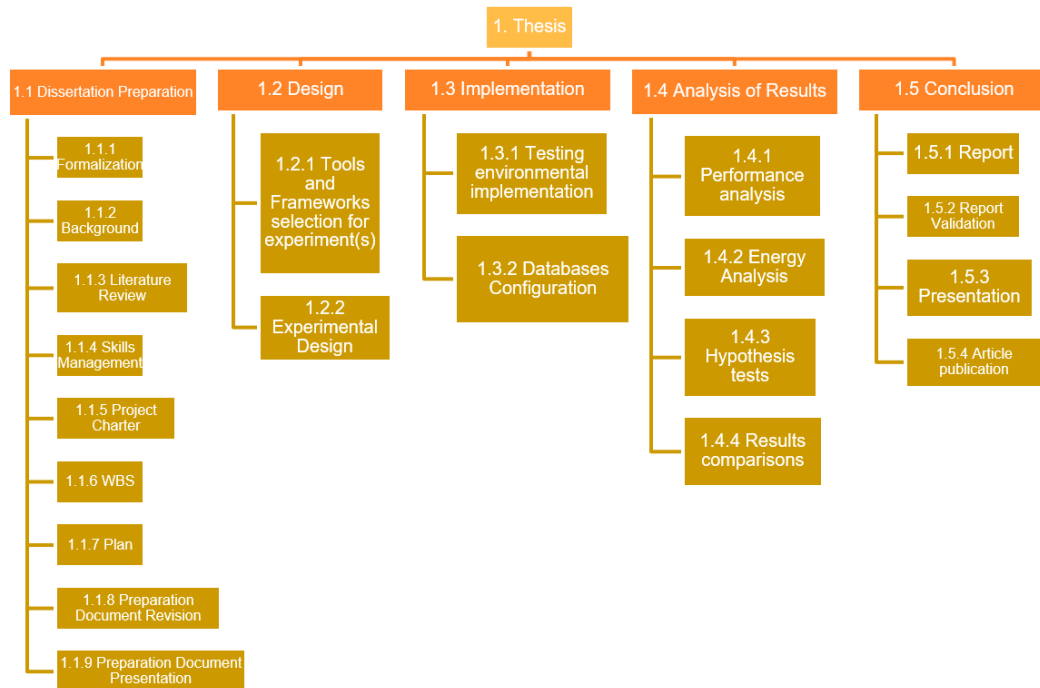 1. Thesis
1.1 Dissertation Preparation
1.1.1
Formalization
1.1.2
Background
1.1.3 Literature
Review
1.1.4 Skills
Management
1.1.5 Project
Charter
1.1.6 WBS
1.1.7 Plan
1.1.8 Preparation
Document Revision
1.1.9 Preparation Document
Presentation
1.2 Design
1.2.1 Tools
and
Frameworks
selection for
experiment(s)
1.2.2
Experimental
Design
1.3 Implementation
1.3.1 Testing
environmental
implementation
1.3.2 Databases
Configuration
1.4 Analysis of Results
1.4.1
Performance
analysis
1.4.2 Energy
Analysis
1.4.3
Hypothesis
tests
1.4.4 Results
comparisons
1.5 Conclusion
1.5.1 Report
1.5.2 Report
Validation
1.5.3
Presentation
1.5.4 Article
publication